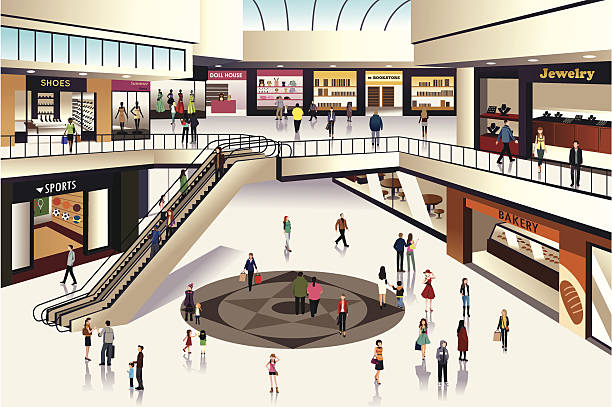 SHOES
DOLL HOUSE
BOOKSTORE
Jewelry
SPORTS
BAKERY